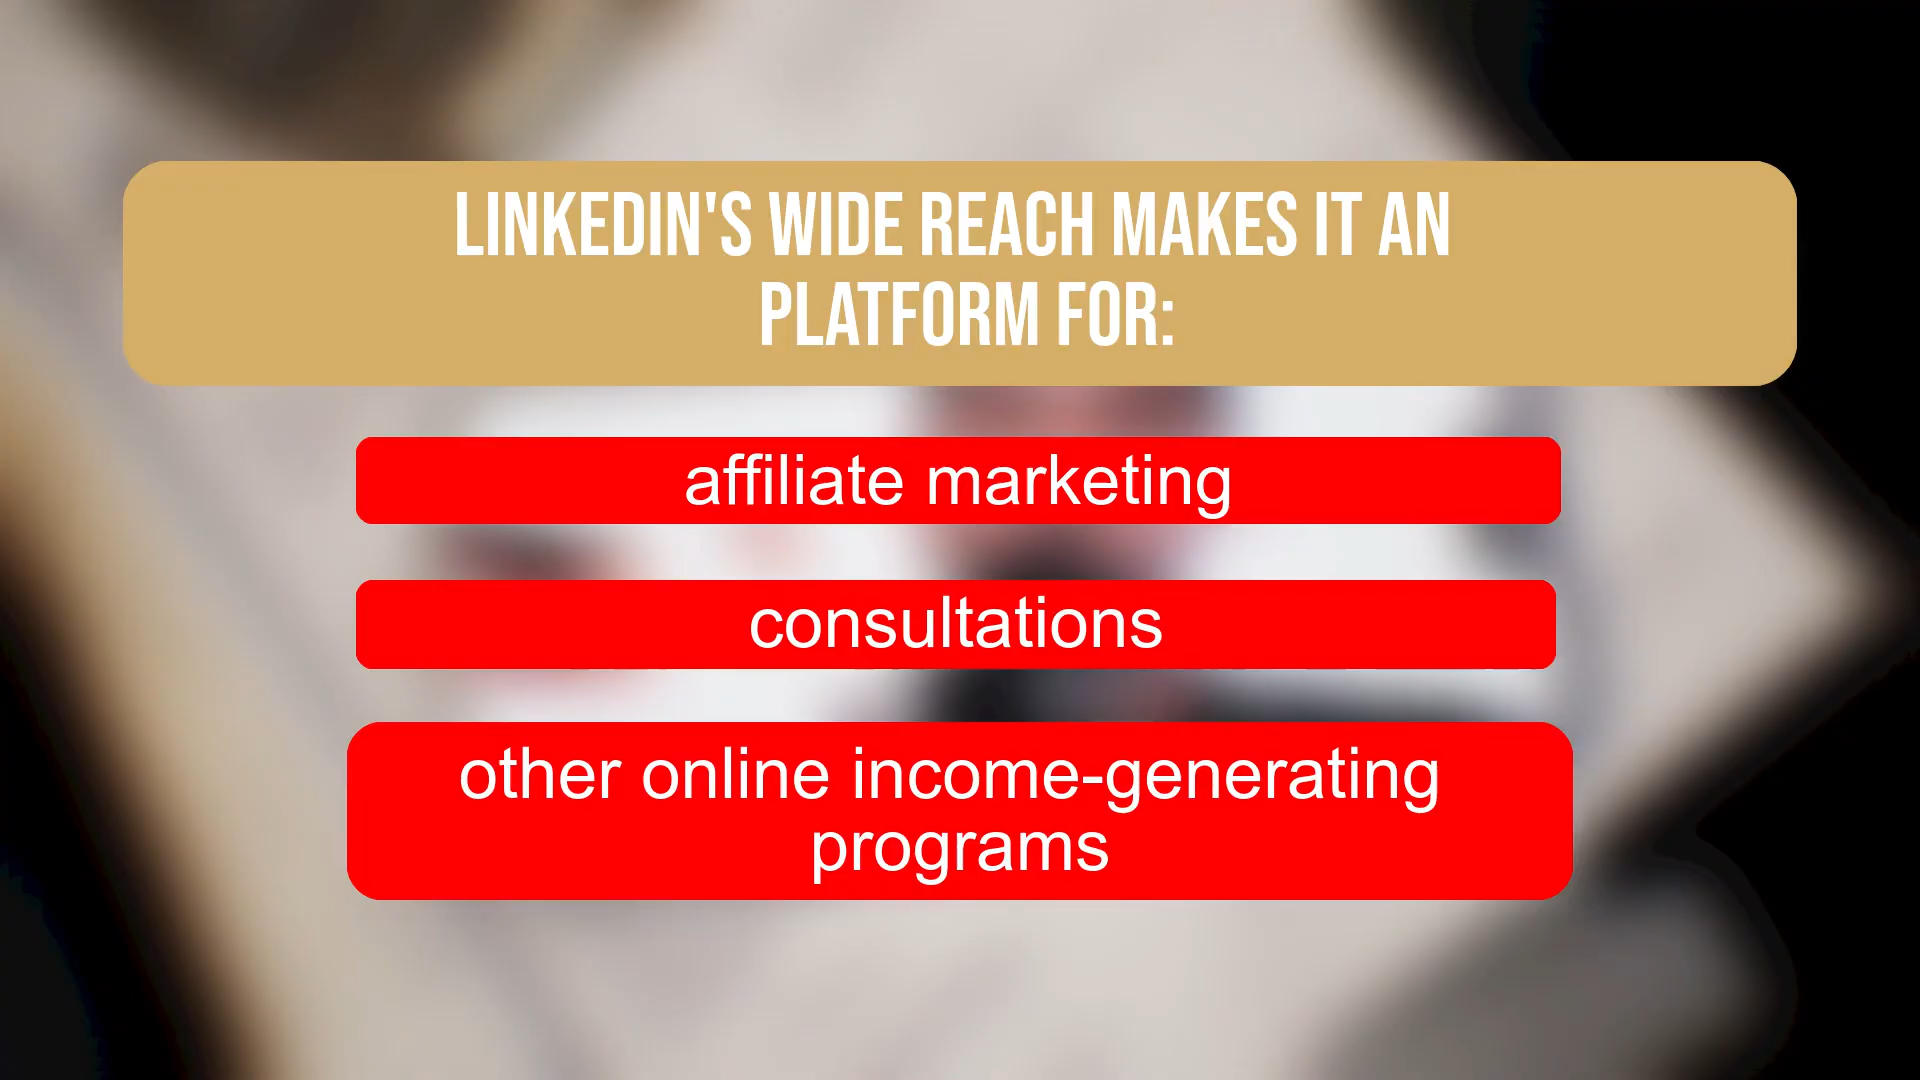 LINKEDIN'S WIDE REACH MAKES IT AN
PLATFORM FOR:
affiliate marketing
consultations
other online income-generating
programs